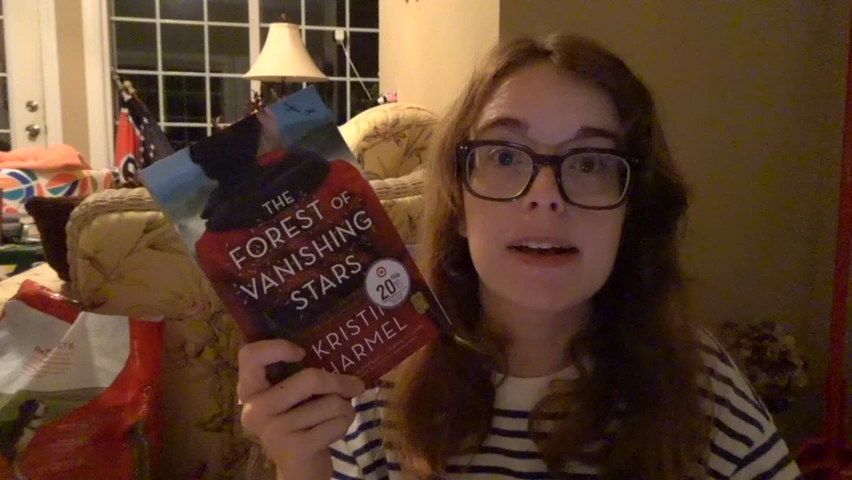 THE
FOREST OF
VANISHING
STARS
20%
KRISTIN
HARMEL